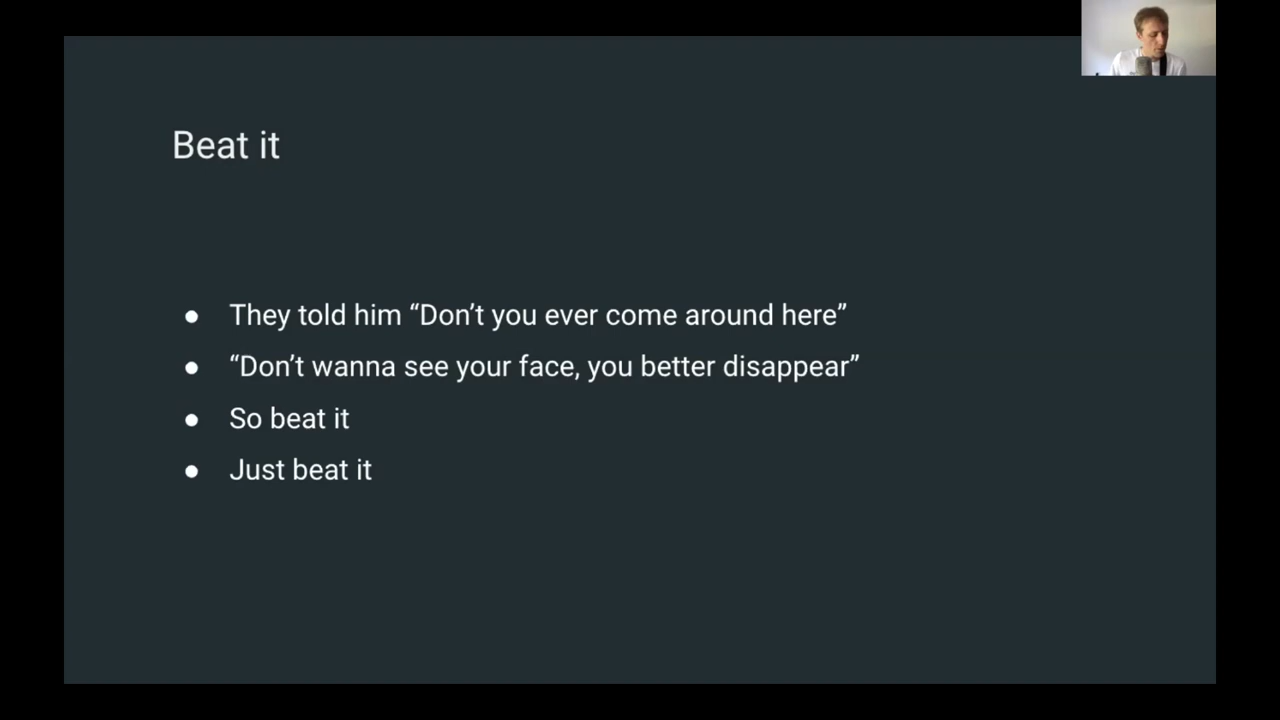 Beat it
● They told him “Don’t you ever come around here”
● “Don’t wanna see your face, you better disappear”
● So beat it
● Just beat it